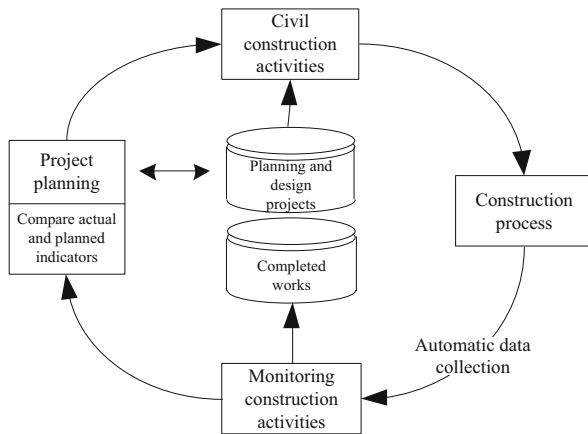 Civil
construction
activities
Project
planning
Compare actual
and planned
indicators
Planning and
design
projects
Completed
works
Construction
process
Automatic data
collection
Monitoring
construction
activities